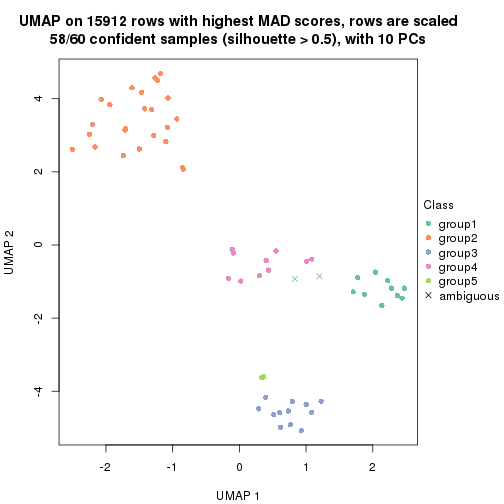 UMAP on 15912 rows with highest MAD scores, rows are scaled
58/60 confident samples (silhouette > 0.5), with 10 PCs
4
2
0
-2
-4
UMAP 2
-2
-1
0
1
2
UMAP 1
Class
group1
group2
group3
group4
group5
ambiguous